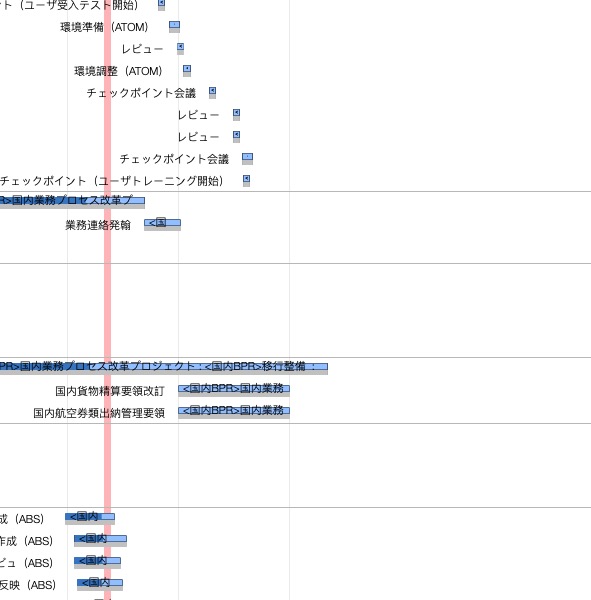 ト（ユーザ受入テスト開始）
環境準備（ATOM）
レビュー
環境調整（ATOM）
チェックポイント会議
レビュー
レビュー
チェックポイント会議
チェックポイント（ユーザトレーニング開始）
R>国内業務プロセス改革プ
業務連絡発翰 <国
PR>国内業務プロセス改革プロジェクト：<国内BPR>移行整備：
国内貨物精算要領改訂 <国内BPR>国内業務
国内航空券類出納管理要領 <国内BPR>国内業務
成（ABS） <国内
作成（ABS） <国内
ビュ（ABS） <国内
反映（ABS） <国内